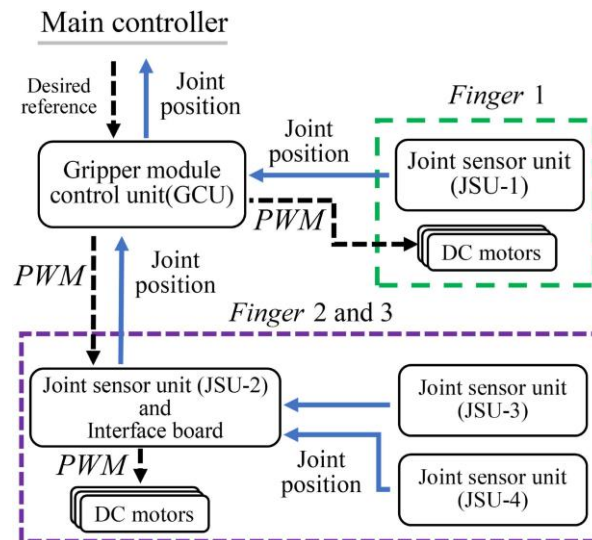 Main controller
Desired
reference
Joint
position
Finger 1
Joint
position
Gripper module
control unit(GCU)
Joint sensor unit
(JSU-1)
PWM
DC motors
PWM
Joint
position
Finger 2 and 3
Joint sensor unit (JSU-2)
and
Interface board
Joint sensor unit
(JSU-3)
PWM
Joint
position
Joint sensor unit
(JSU-4)
DC motors